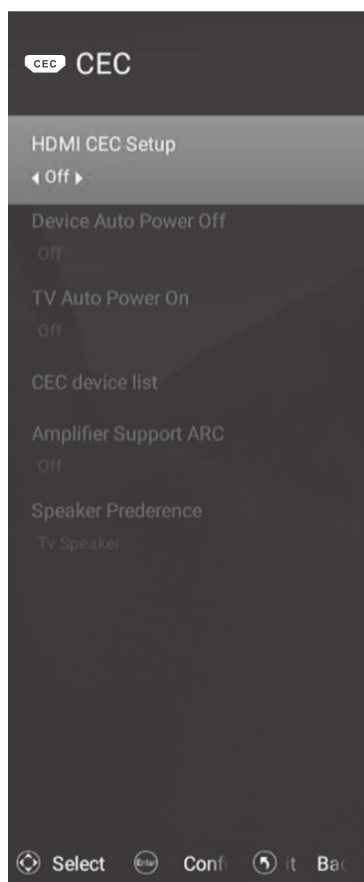 CEC CEC
HDMI CEC Setup
Off
Device Auto Power Off
Off
TV Auto Power On
Off
CEC device list
Amplifier Support ARC
Off
Speaker Prederence
Tv Speaker
Select Enter Confi it Bac